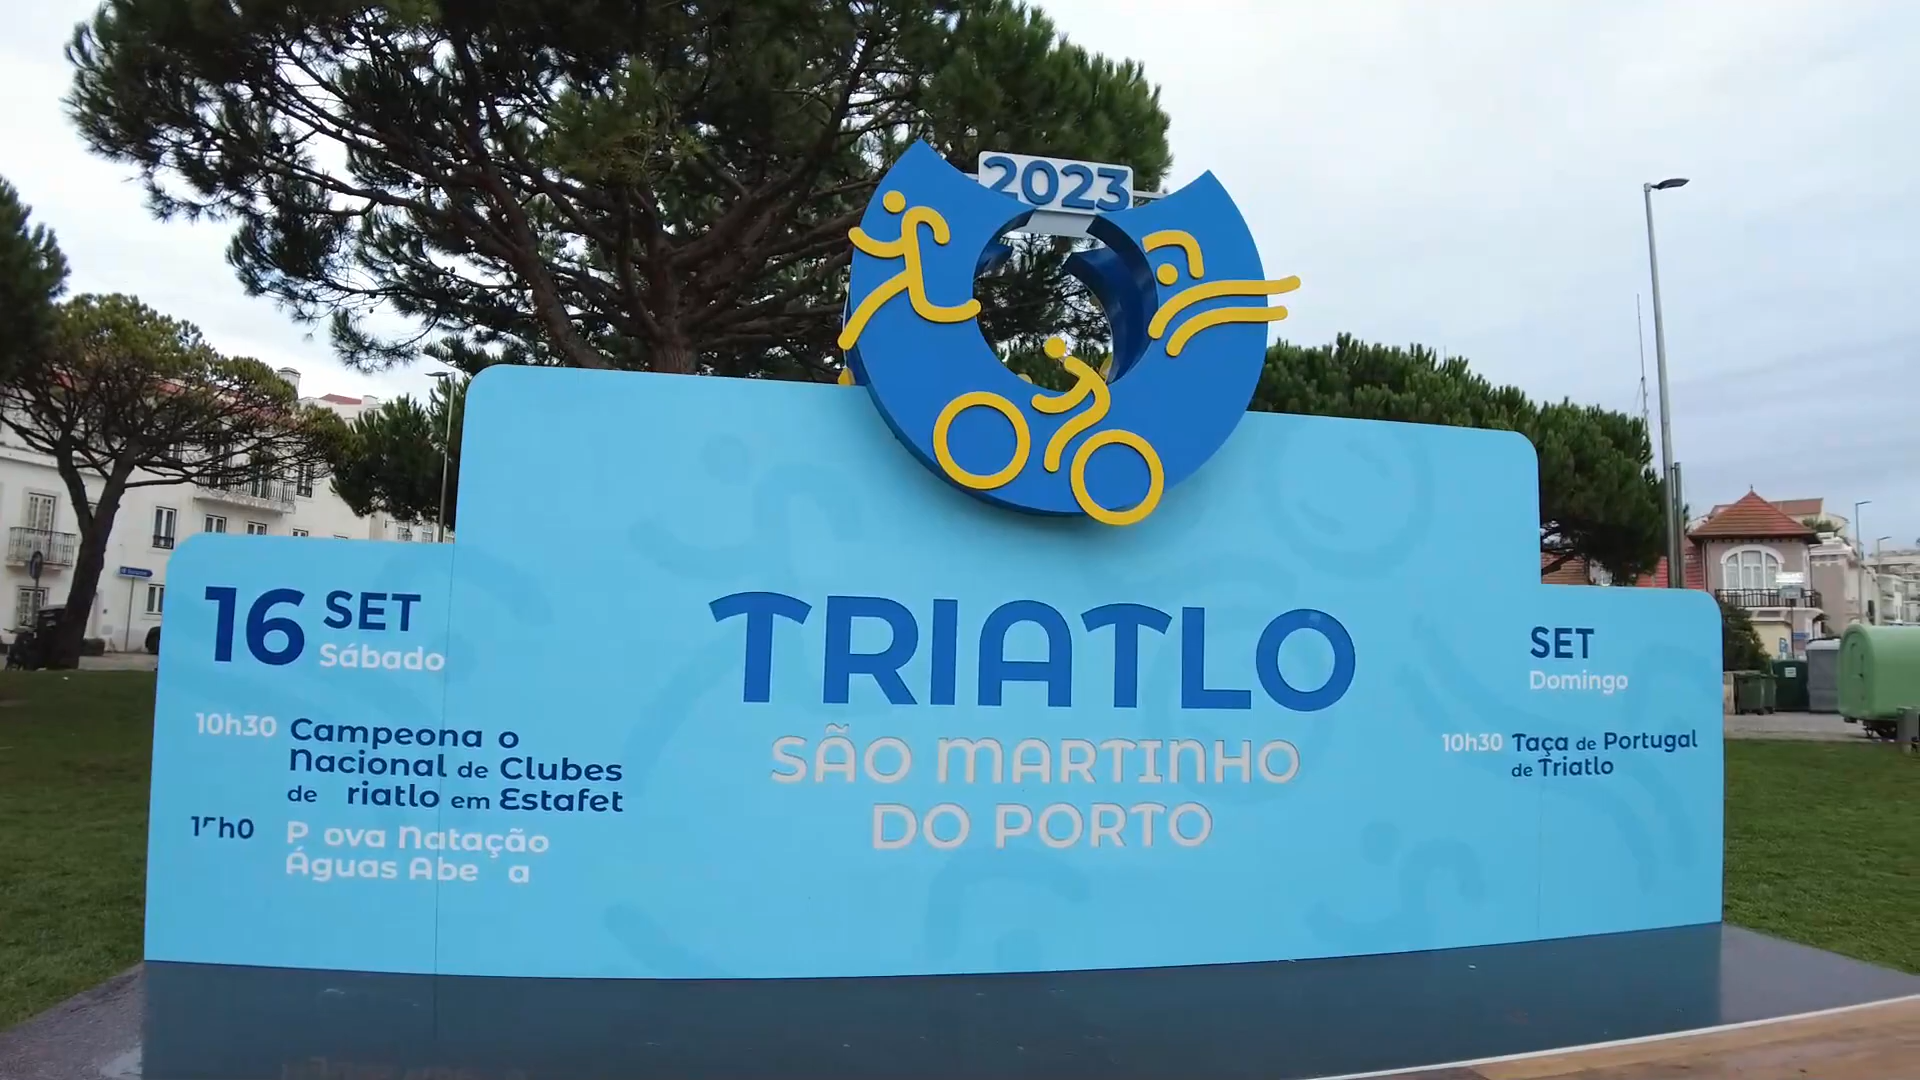 2023
16 SET
Sábado
10h30 Campeona o
Nacional de Clubes
de riatlo em Estafet
h0 P ova Natação
Águas Abe a
TRIATLO
SÃO MARTINHO
DO PORTO
SET
Domingo
10h30 Taça de Portugal
de Triatlo